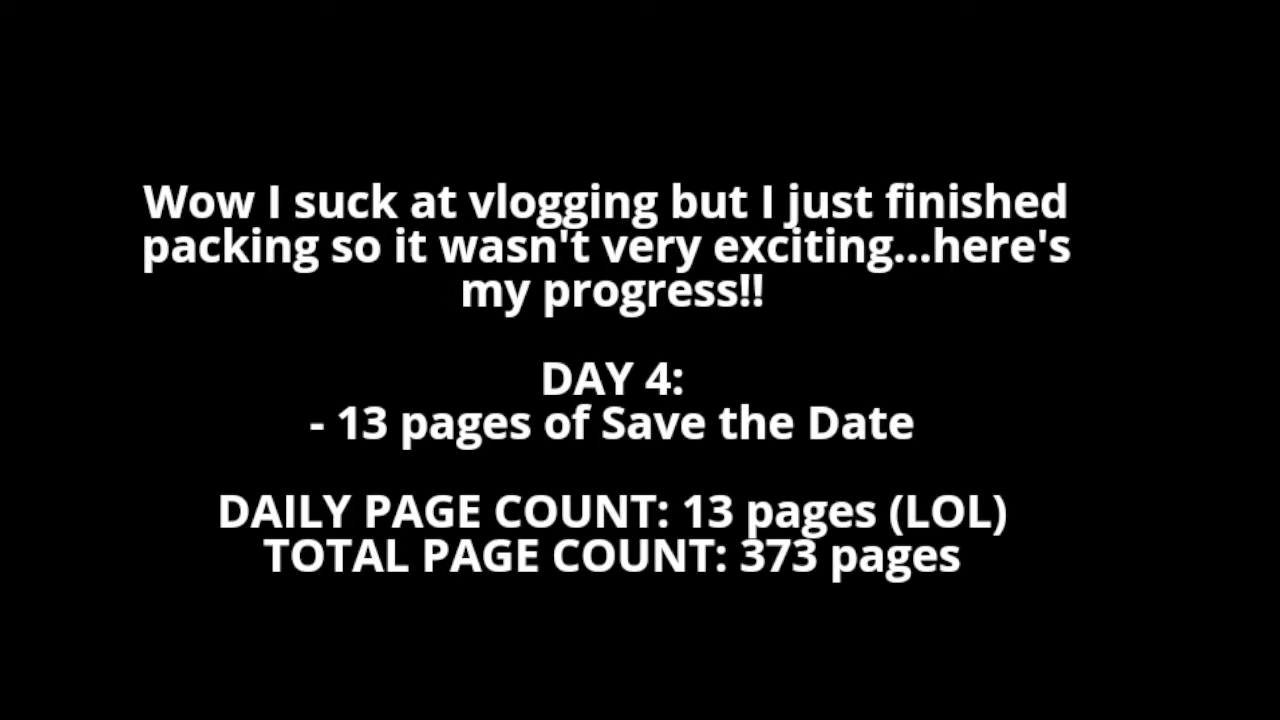 Wow I suck at vlogging but I just finished
packing so it wasn't very exciting...here's
my progress!!
DAY 4:
- 13 pages of Save the Date
DAILY PAGE COUNT: 13 pages (LOL)
TOTAL PAGE COUNT: 373 pages